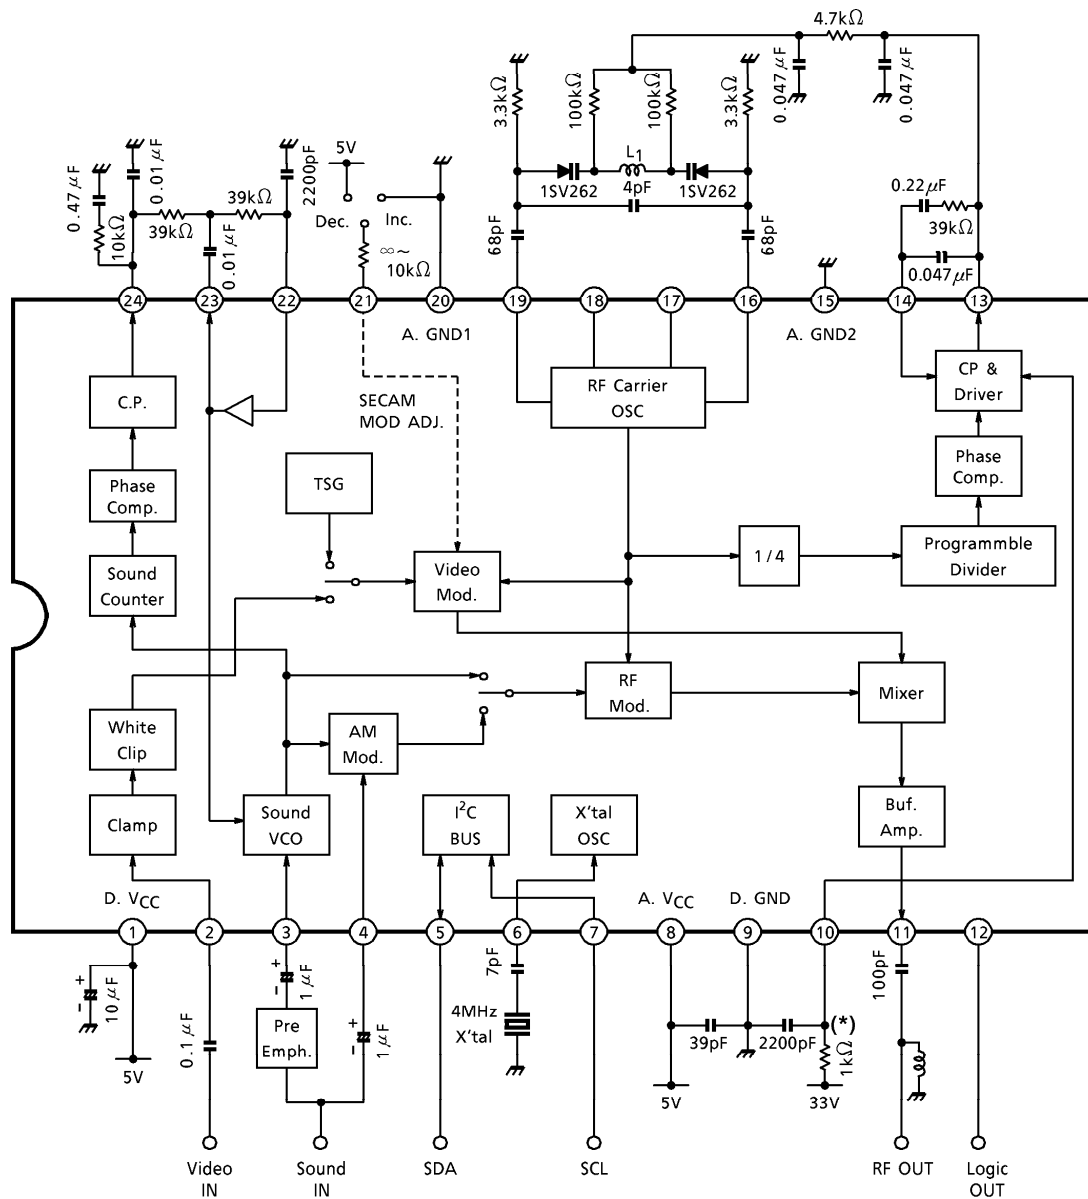 4.7kΩ
0.047μF
0.047μF
3.3kΩ
100kΩ
100kΩ
3.3kΩ
L1
1SV262
4pF
1SV262
68pF
68pF
0.47μF
10kΩ
0.01μF
39kΩ
39kΩ
0.01μF
2200pF
5V
Dec.
Inc.
∞~
10kΩ
0.22μF
39kΩ
0.047μF
24
23
22
21
20
19
18
17
16
15
14
13
A. GND1
A. GND2
C.P.
SECAM
MOD ADJ.
RF Carrier
OSC
CP &
Driver
Phase
Comp.
TSG
Phase
Comp.
Sound
Counter
Video
Mod.
1/4
Programmble
Divider
White
Clip
AM
Mod.
RF
Mod.
Mixer
Clamp
Sound
VCO
I2C
BUS
X'tal
OSC
Buf.
Amp.
D. VCC
A. VCC
D. GND
1
2
3
4
5
6
7
8
9
10
11
12
+
-
10μF
5V
0.1μF
+
-
1μF
Pre
Emph.
+
-
1μF
7pF
4MHz
X'tal
39pF
2200pF
(*)
1kΩ
5V
33V
100pF
Video
IN
Sound
IN
SDA
SCL
RF OUT
Logic
OUT